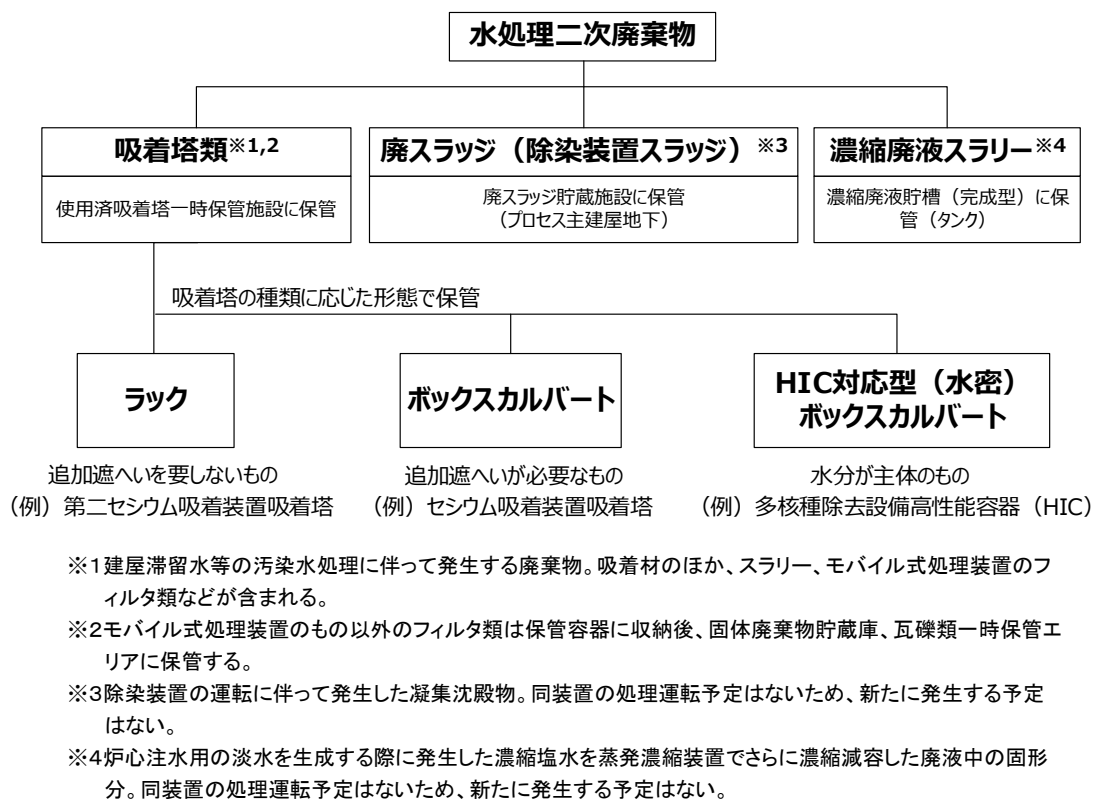 水処理二次廃棄物
吸着塔類※1,2
使用済吸着塔一時保管施設に保管
廃スラッジ（除染装置スラッジ）※3
廃スラッジ貯蔵施設に保管
（プロセス主建屋地下）
濃縮廃液スラリー※4
濃縮廃液貯槽（完成型）に保
管（タンク）
吸着塔の種類に応じた形態で保管
ラック
追加遮へいを要しないもの
（例）第二セシウム吸着装置吸着塔
ボックスカルバート
追加遮へいが必要なもの
（例）セシウム吸着装置吸着塔
HIC対応型（水密）
ボックスカルバート
水分が主体のもの
（例）多核種除去設備高性能容器（HIC）
※1建屋滞留水等の汚染水処理に伴って発生する廃棄物。吸着材のほか、スラリー、モバイル式処理装置のフ
ィルタ類などが含まれる。
※2モバイル式処理装置のもの以外のフィルタ類は保管容器に収納後、固体廃棄物貯蔵庫、瓦礫類一時保管エ
リアに保管する。
※3除染装置の運転に伴って発生した凝集沈殿物。同装置の処理運転予定はないため、新たに発生する予定
はない。
※4炉心注水用の淡水を生成する際に発生した濃縮塩水を蒸発濃縮装置でさらに濃縮減容した廃液中の固形
分。同装置の処理運転予定はないため、新たに発生する予定はない。